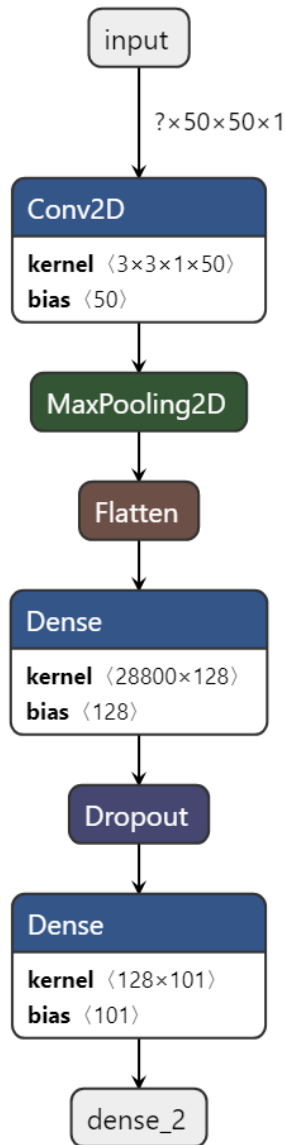 input
?×50×50×1
Conv2D
kernel 〈3×3×1×50〉
bias 〈50〉
MaxPooling2D
Flatten
Dense
kernel 〈28800×128〉
bias 〈128〉
Dropout
Dense
kernel 〈128×101〉
bias 〈101〉
dense_2